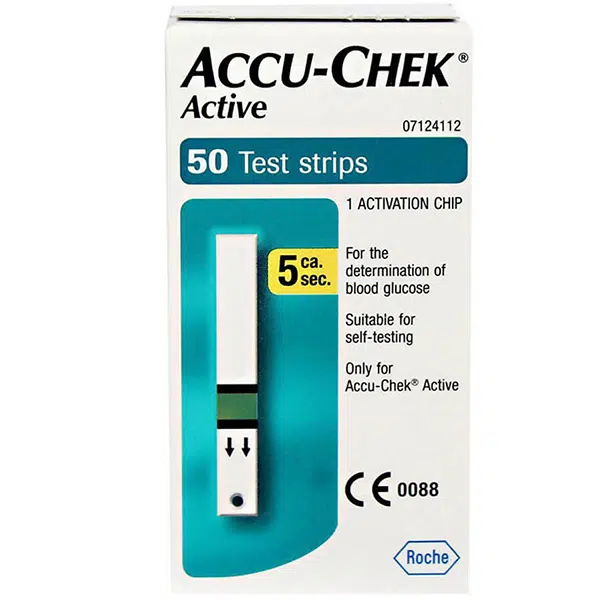 ACCU-CHEK®
Active
07124112
50 Test strips
1 ACTIVATION CHIP
5 ca.
sec.
For the
determination of
blood glucose
Suitable for
self-testing
Only for
Accu-Chek® Active
CE 0088
Roche